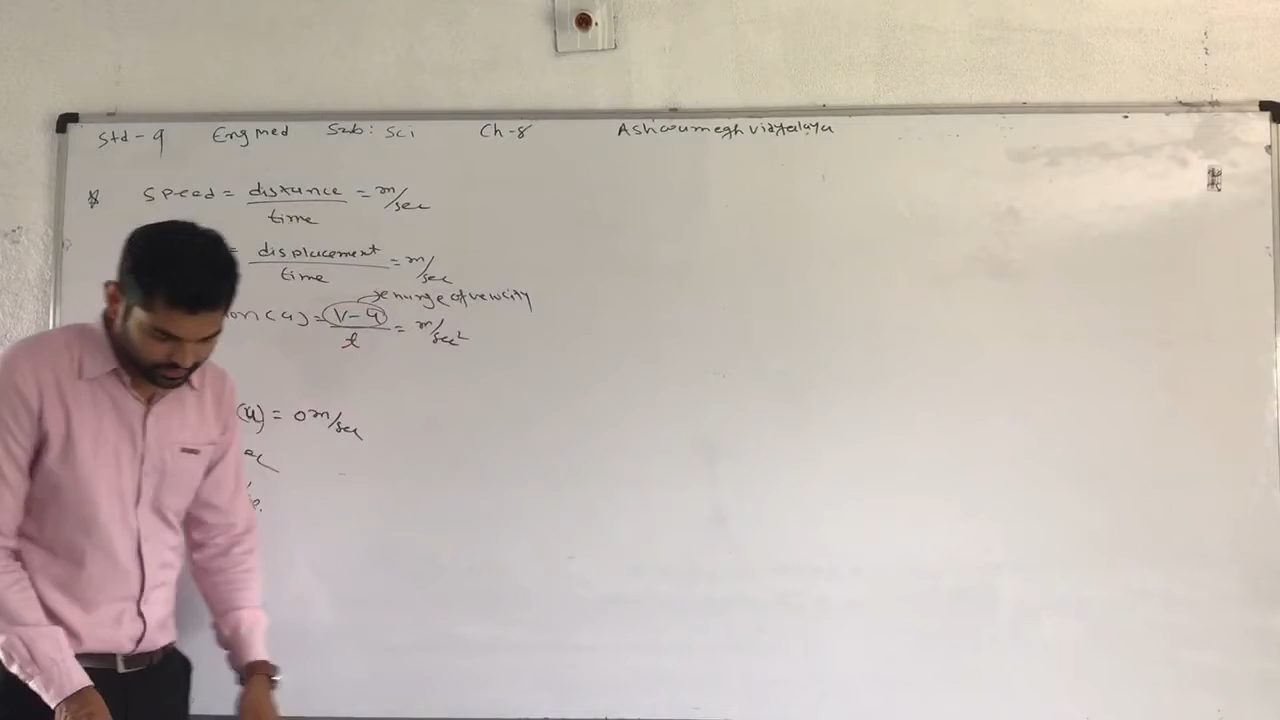 Std - 9 Eng med Sub: Sci Ch-8 Ashwamegh vidyalaya
* Speed = distance / time = m/sec
= displacement / time = m/sec
change of velocity
on (a) = v-u / t = m/sec²
(u) = 0 m/sec